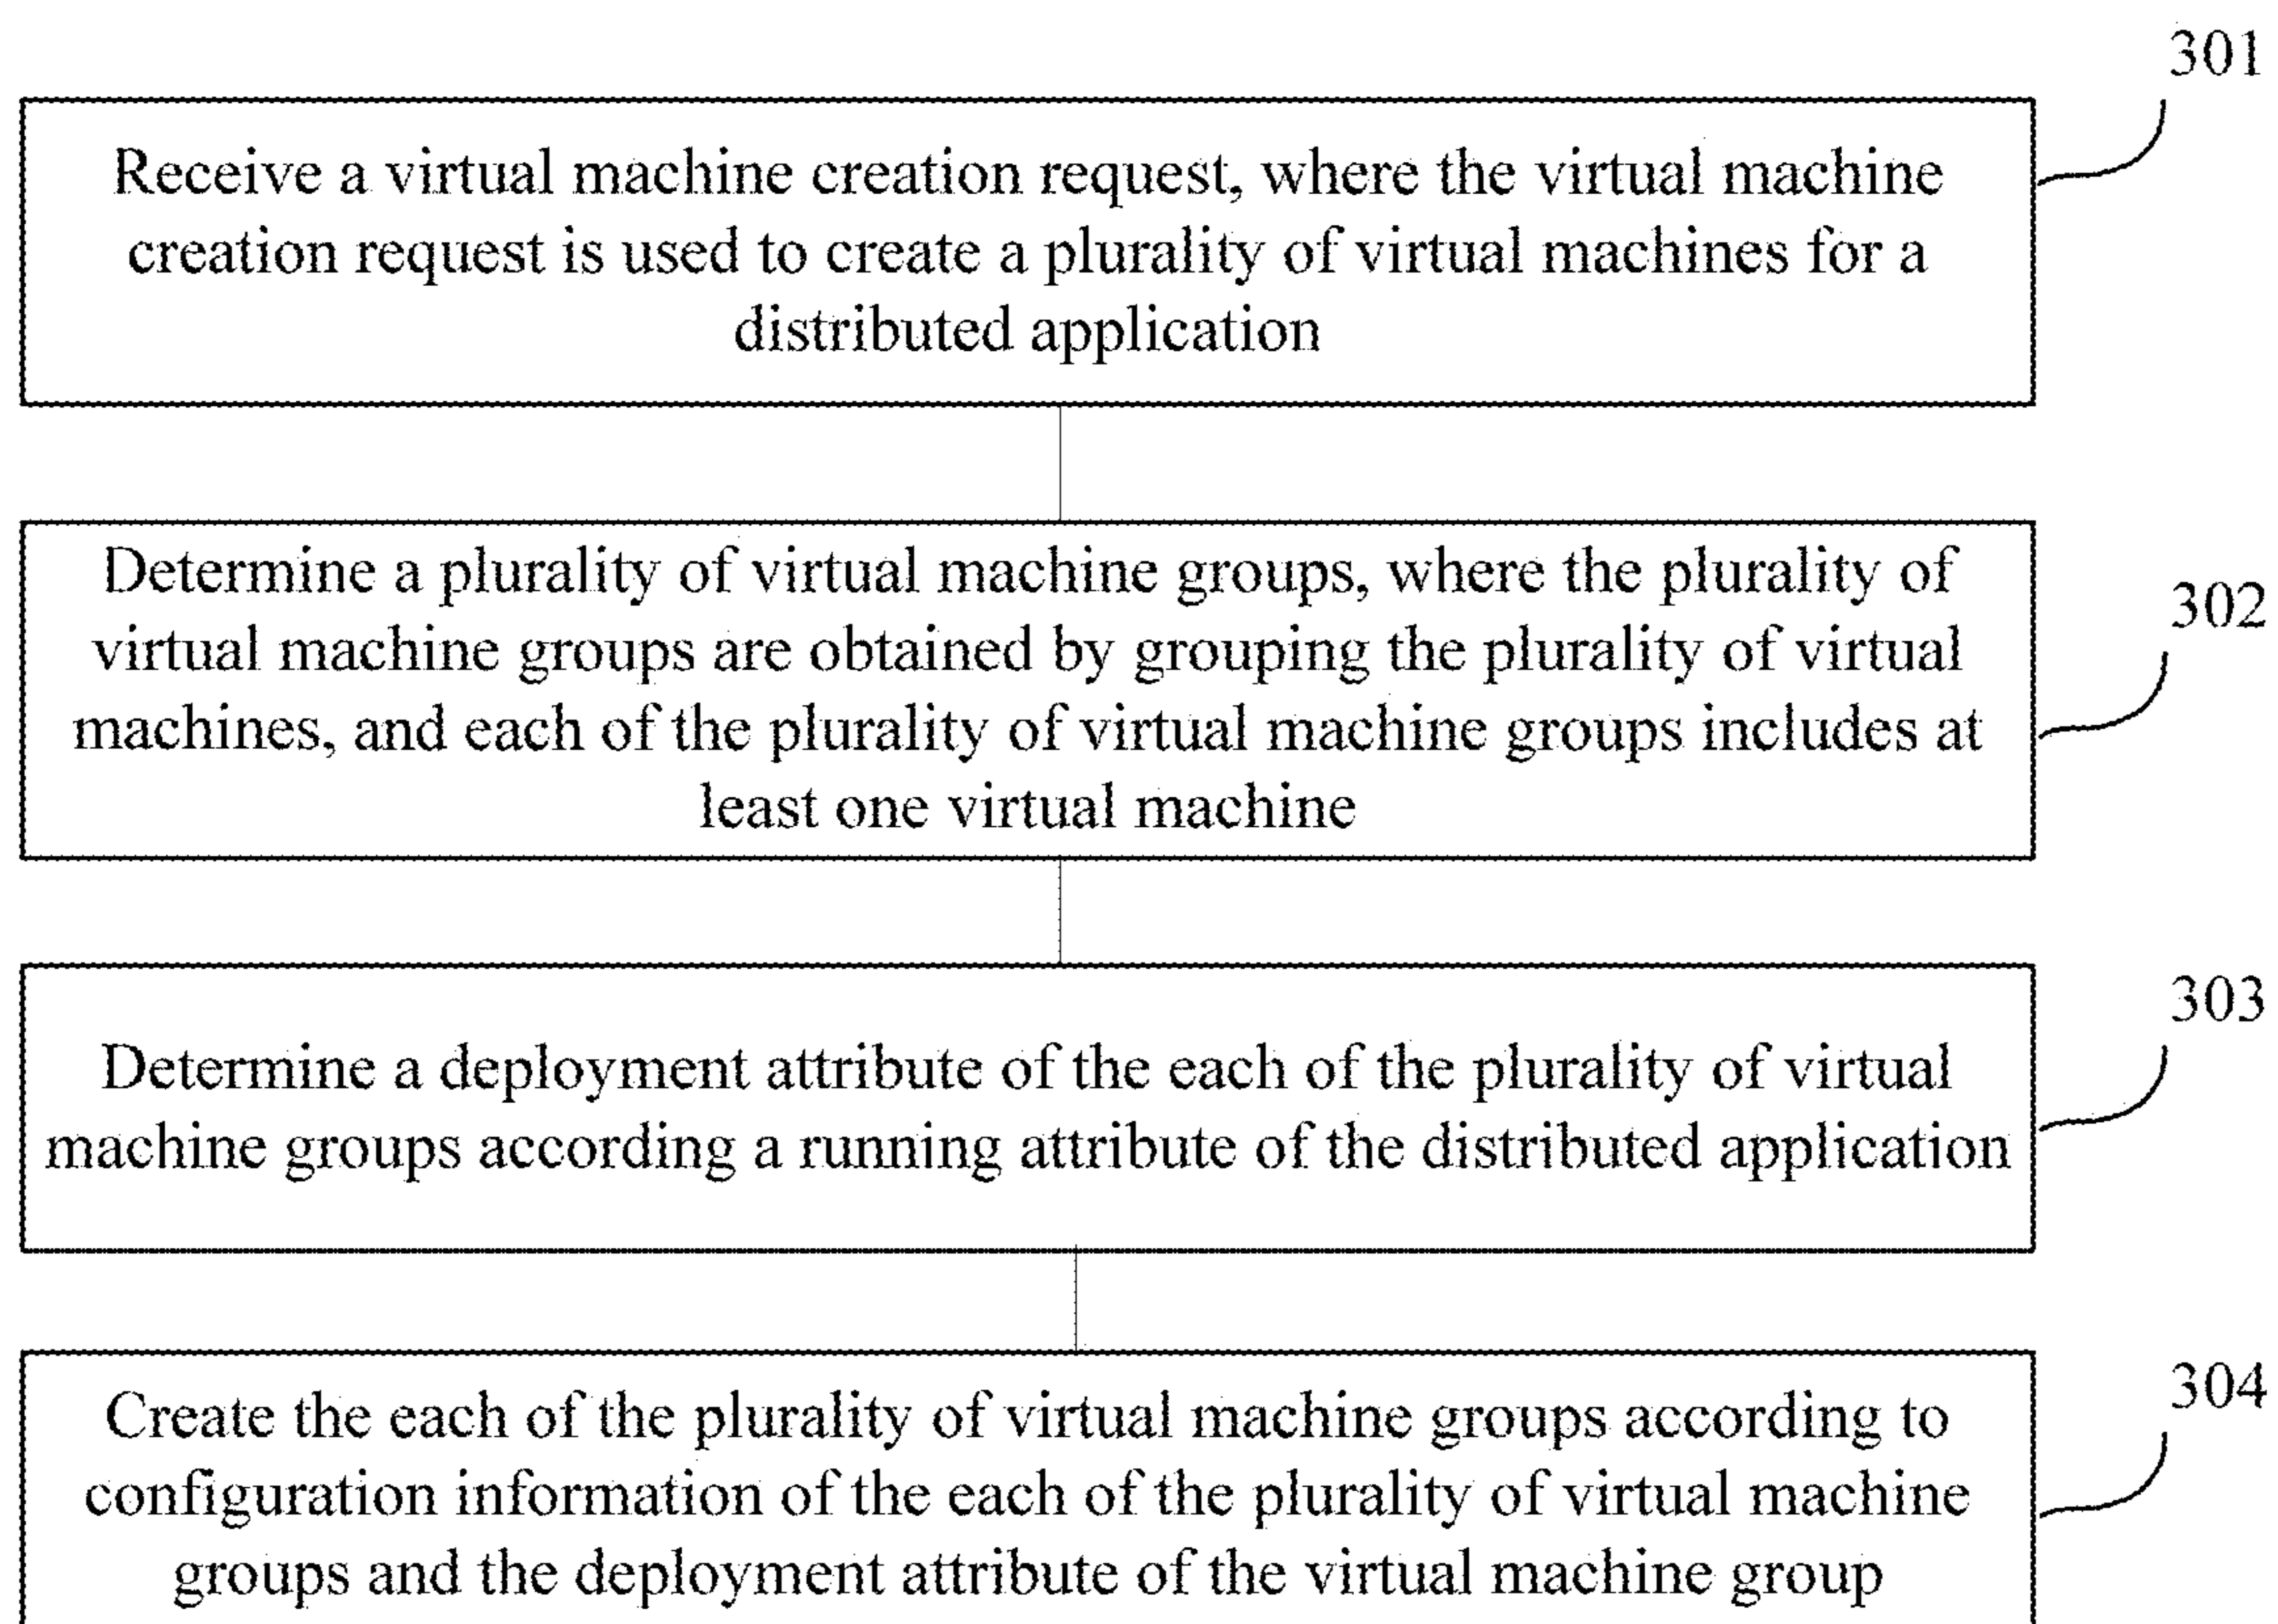 301
Receive a virtual machine creation request, where the virtual machine
creation request is used to create a plurality of virtual machines for a
distributed application
302
Determine a plurality of virtual machine groups, where the plurality of
virtual machine groups are obtained by grouping the plurality of virtual
machines, and each of the plurality of virtual machine groups includes at
least one virtual machine
303
Determine a deployment attribute of the each of the plurality of virtual
machine groups according a running attribute of the distributed application
304
Create the each of the plurality of virtual machine groups according to
configuration information of the each of the plurality of virtual machine
groups and the deployment attribute of the virtual machine group